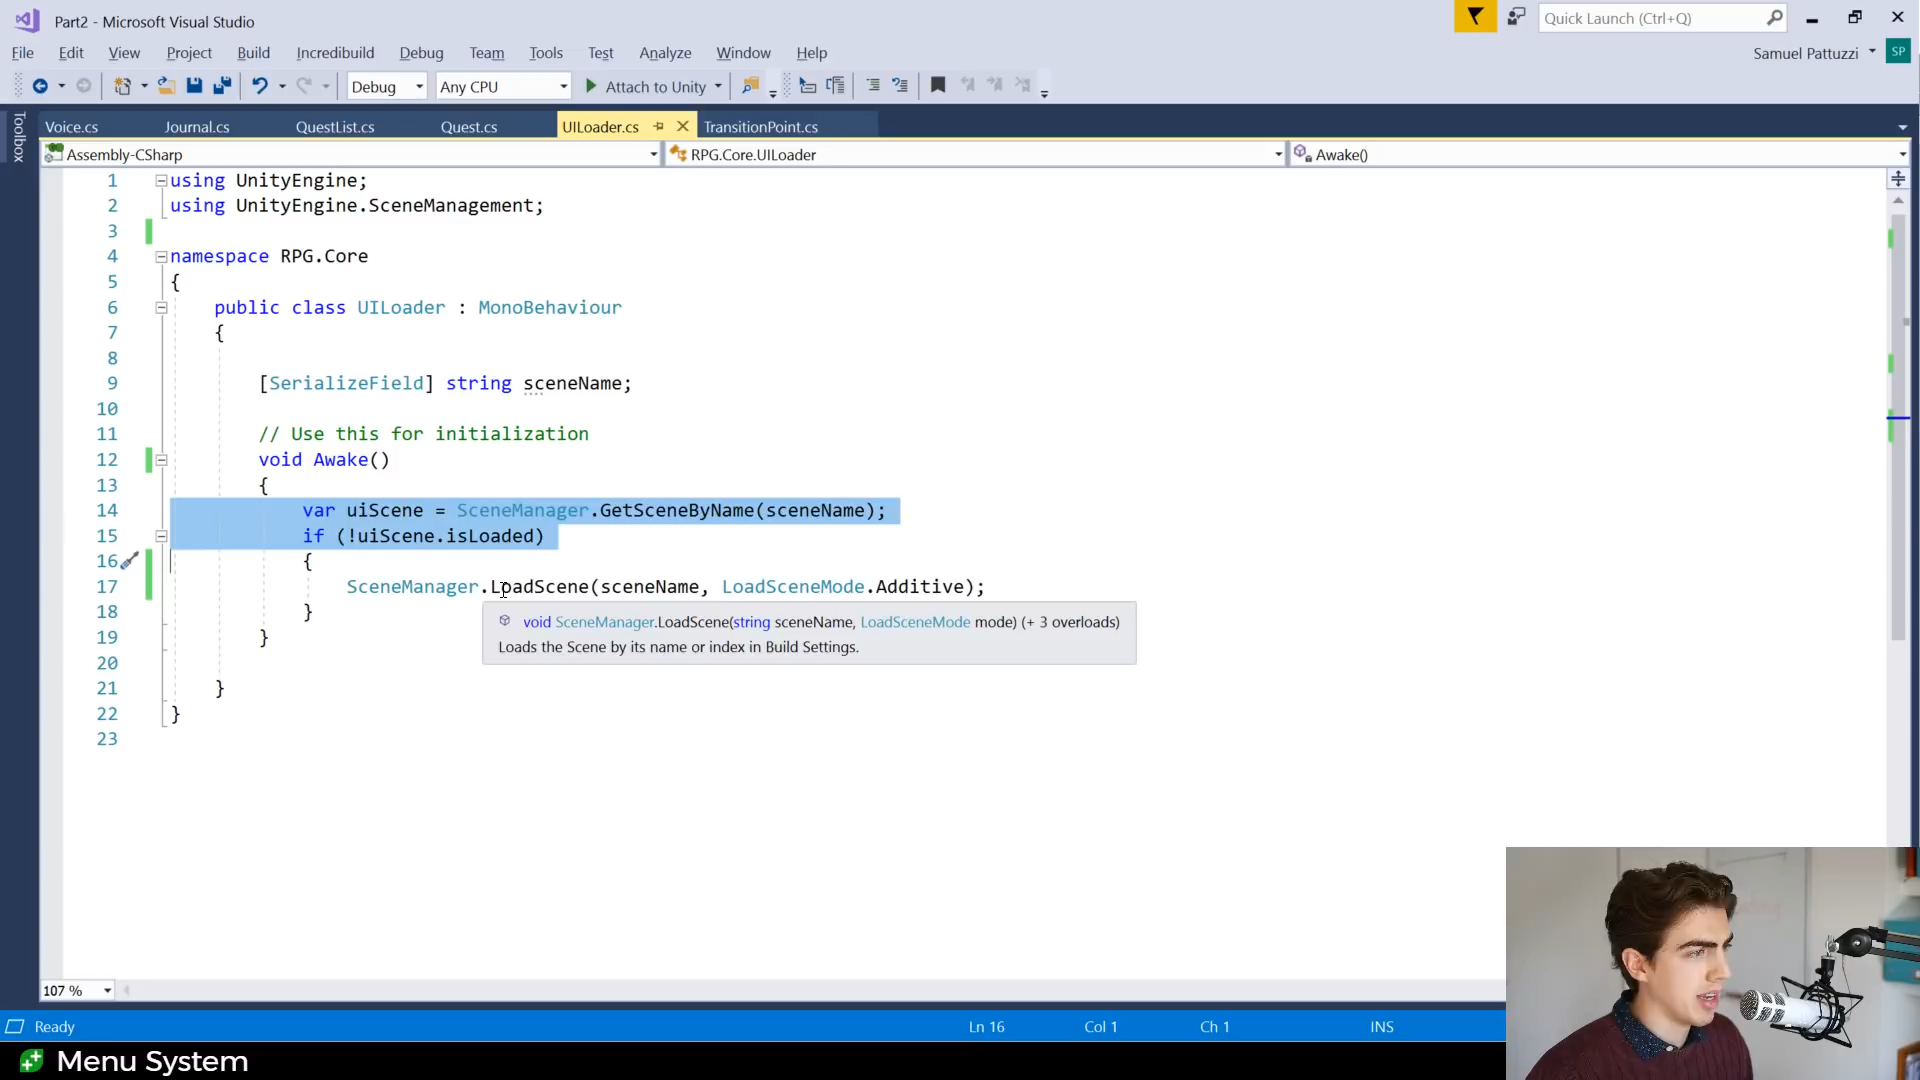 Part2 - Microsoft Visual Studio
Quick Launch (Ctrl+Q)
File Edit View Project Build Incredibuild Debug Team Tools Test Analyze Window Help
Samuel Pattuzzi SP
Debug Any CPU Attach to Unity
Toolbox
Voice.cs Journal.cs QuestList.cs Quest.cs UILoader.cs TransitionPoint.cs
Assembly-CSharp RPG.Core.UILoader Awake()
1 using UnityEngine;
2 using UnityEngine.SceneManagement;
3
4 namespace RPG.Core
5 {
6 public class UILoader : MonoBehaviour
7 {
8
9 [SerializeField] string sceneName;
10
11 // Use this for initialization
12 void Awake()
13 {
14 var uiScene = SceneManager.GetSceneByName(sceneName);
15 if (!uiScene.isLoaded)
16 {
17 SceneManager.LoadScene(sceneName, LoadSceneMode.Additive);
18 }
void SceneManager.LoadScene(string sceneName, LoadSceneMode mode) (+ 3 overloads)
Loads the Scene by its name or index in Build Settings.
19 }
20
21 }
22 }
23
107 %
Ready Ln 16 Col 1 Ch 1 INS
Menu System